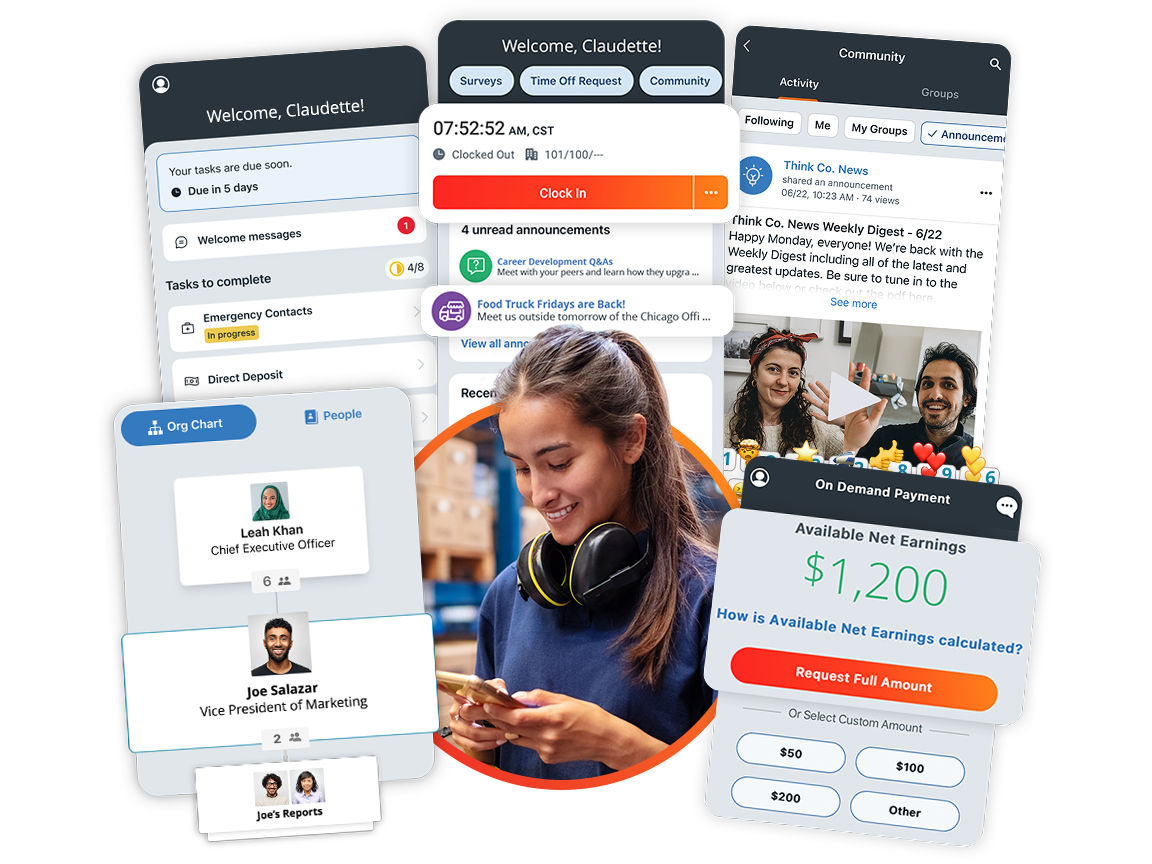 Welcome, Claudette!
Your tasks are due soon.
Due in 5 days
Welcome messages
1
Tasks to complete
4/8
Emergency Contacts
In progress
Direct Deposit
Welcome, Claudette!
Surveys
Time Off Request
Community
07:52:52 AM, CST
Clocked Out 101/100/---
Clock In
4 unread announcements
Career Development Q&As
Meet with your peers and learn how they upgra ...
Food Truck Fridays are Back!
Meet us outside tomorrow of the Chicago Offi ...
View all anno
Recen
Community
Activity
Groups
Following
Me
My Groups
Announceme
Think Co. News
shared an announcement
06/22, 10:23 AM · 74 views
Think Co. News Weekly Digest - 6/22
Happy Monday, everyone! We're back with the
Weekly Digest including all of the latest and
greatest updates. Be sure to tune in to the
video below or check out the pdf here.
See more
1
8
9
6
Org Chart
People
Leah Khan
Chief Executive Officer
6
Joe Salazar
Vice President of Marketing
2
Joe's Reports
On Demand Payment
Available Net Earnings
$1,200
How is Available Net Earnings calculated?
Request Full Amount
Or Select Custom Amount
$50
$100
$200
Other